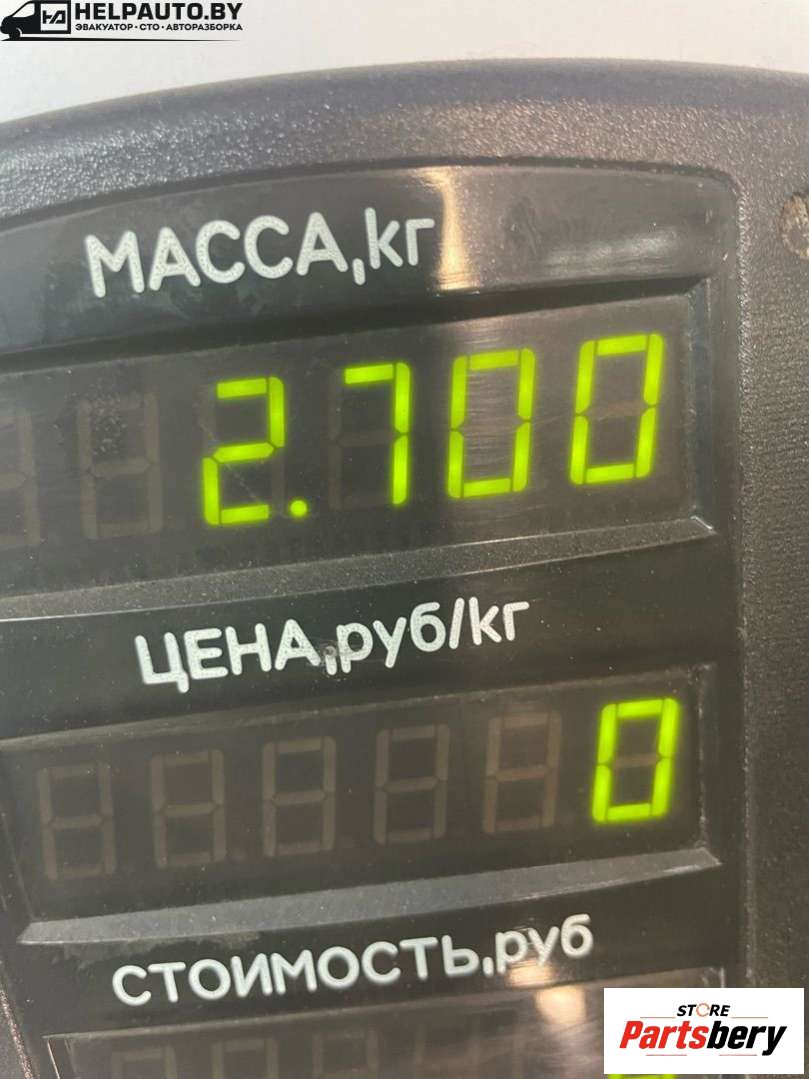 HELPAUTO.BY
ЭВАКУАТОР • СТО • АВТОРАЗБОРКА
МАССА,кг
2.700
ЦЕНА,руб/кг
0
СТОИМОСТЬ,руб
STORE
Partsbery